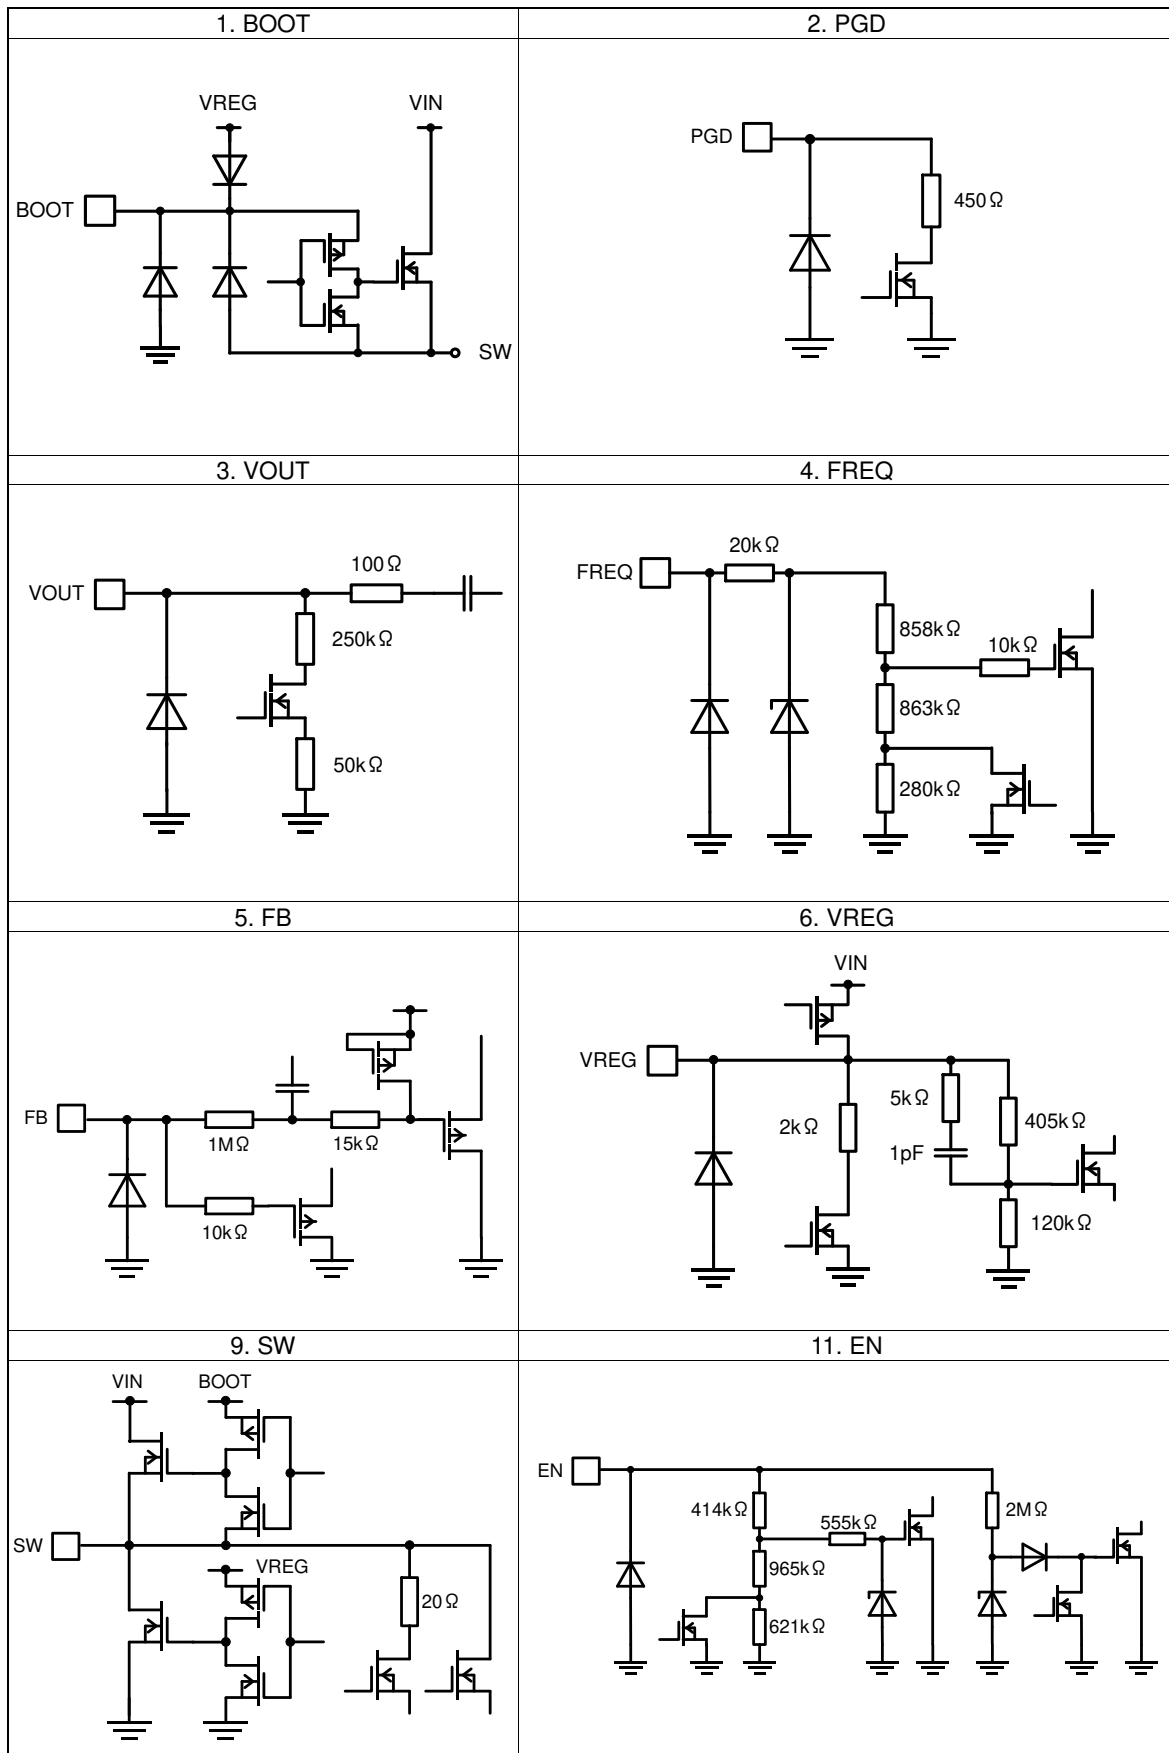 1. BOOT
2. PGD
VREG
VIN
BOOT
SW
PGD
450Ω
3. VOUT
4. FREQ
VOUT
100Ω
250kΩ
50kΩ
FREQ
20kΩ
858kΩ
10kΩ
863kΩ
280kΩ
5. FB
6. VREG
FB
1MΩ
15kΩ
10kΩ
VIN
VREG
5kΩ
405kΩ
2kΩ
1pF
120kΩ
9. SW
11. EN
VIN
BOOT
SW
VREG
20Ω
EN
414kΩ
555kΩ
2MΩ
965kΩ
621kΩ